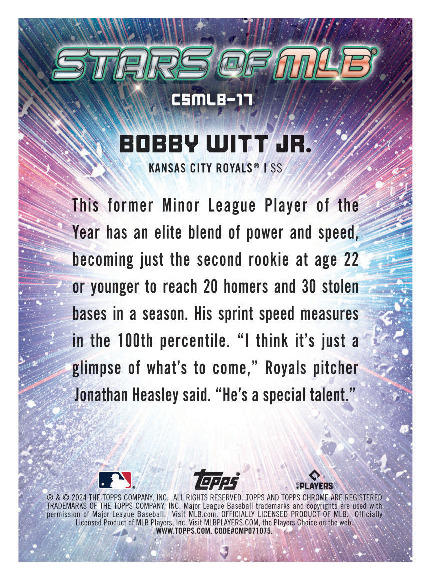 STARS OF MLB®
CSMLB-17
BOBBY WITT JR.
KANSAS CITY ROYALS® | SS
This former Minor League Player of the
Year has an elite blend of power and speed,
becoming just the second rookie at age 22
or younger to reach 20 homers and 30 stolen
bases in a season. His sprint speed measures
in the 100th percentile. “I think it’s just a
glimpse of what’s to come,” Royals pitcher
Jonathan Heasley said. “He’s a special talent.”
Topps
MLB PLAYERS
® & © 2024 THE TOPPS COMPANY, INC. ALL RIGHTS RESERVED. TOPPS AND TOPPS CHROME ARE REGISTERED
TRADEMARKS OF THE TOPPS COMPANY, INC. Major League Baseball trademarks and copyrights are used with
permission of Major League Baseball. Visit MLB.com. OFFICIALLY LICENSED PRODUCT OF MLB. Officially
Licensed Product of MLB Players, Inc. Visit MLBPLAYERS.COM, the Players Choice on the web.
WWW.TOPPS.COM. CODE#CMP071073.